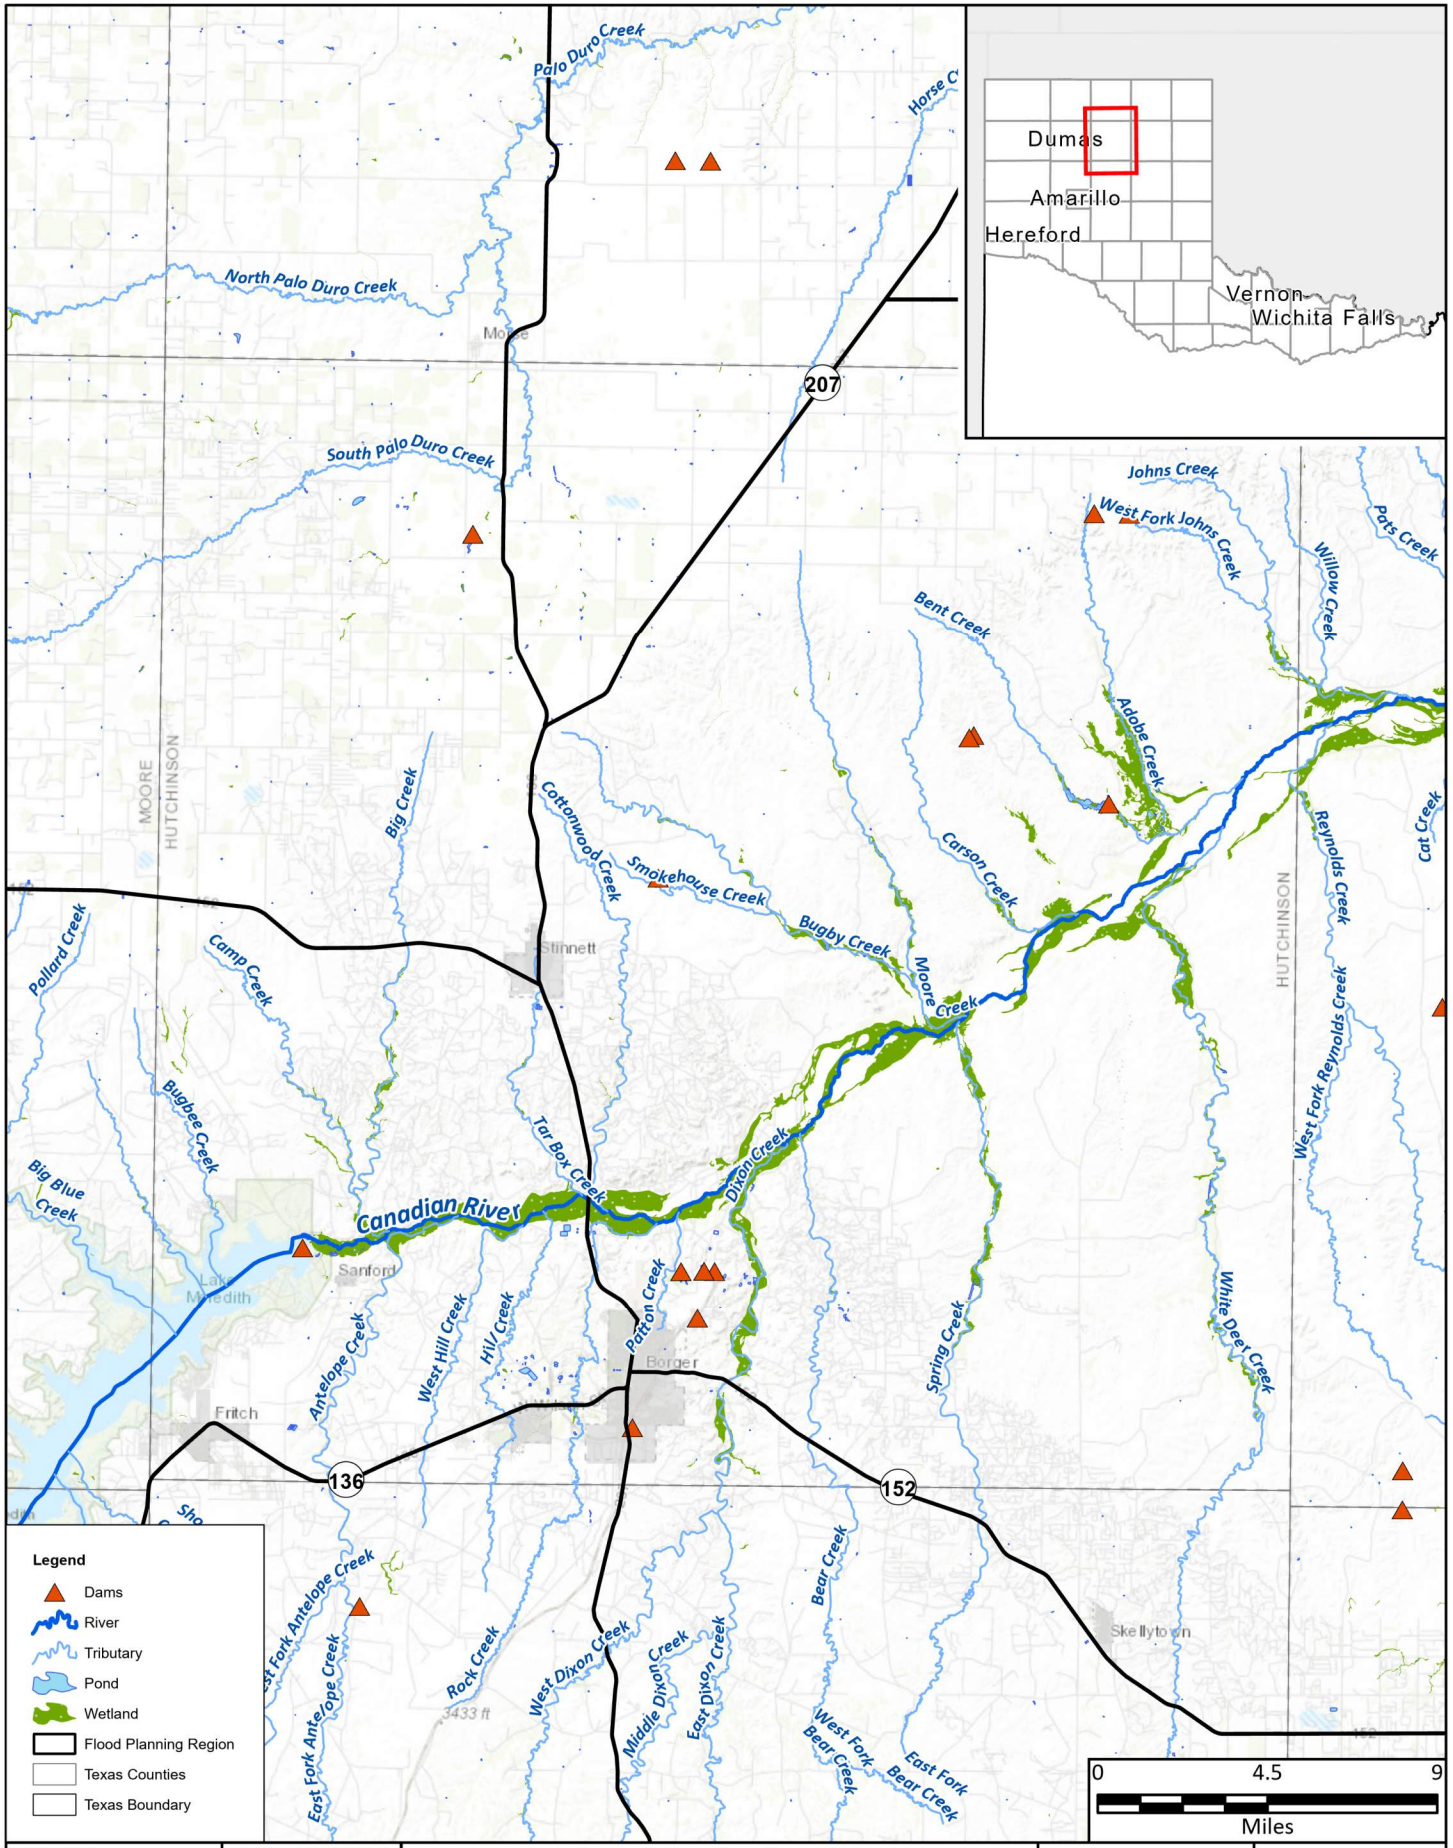 Palo Duro Creek
Horse C
Dumas
Amarillo
Hereford
Vernon
Wichita Falls
North Palo Duro Creek
Morse
207
South Palo Duro Creek
Johns Creek
West Fork Johns Creek
Pats Creek
Willow Creek
Bent Creek
Adobe Creek
MOORE
HUTCHINSON
Big Creek
Cottonwood Creek
Smokehouse Creek
Carson Creek
Reynolds Creek
Cat Creek
152
Pollard Creek
Camp Creek
Stinnett
Bugby Creek
Moore
Creek
HUTCHINSON
West Fork Reynolds Creek
Bugbee Creek
Tar Box Creek
Dixon Creek
Big Blue
Creek
Canadian River
Lake
Meredith
Sanford
Antelope Creek
West Hill Creek
Hill Creek
Patton Creek
Borger
Spring Creek
White Deer Creek
Fritch
136
152
Sho
Bear Creek
st Fork Antelope Creek
East Fork Antelope Creek
Rock Creek
3433 ft
West Dixon Creek
Middle Dixon Creek
East Dixon Creek
Skellytown
West Fork
Bear Creek
East Fork
Bear Creek
152
Legend
Dams
River
Tributary
Pond
Wetland
Flood Planning Region
Texas Counties
Texas Boundary
0 4.5 9
Miles